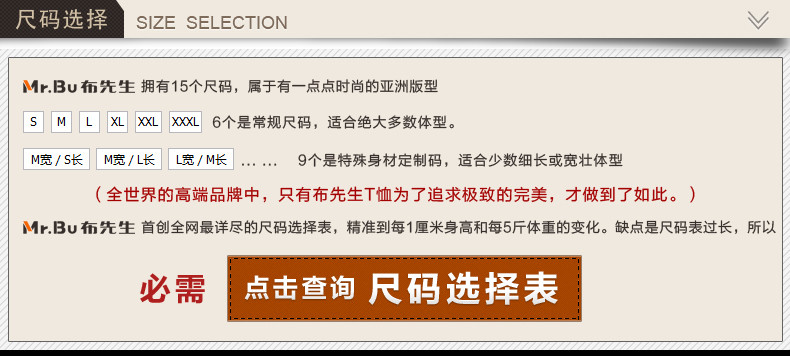 尺码选择 SIZE SELECTION
Mr.Bu布先生 拥有15个尺码，属于有一点点时尚的亚洲版型
S M L XL XXL XXXL 6个是常规尺码，适合绝大多数体型。
M宽/S长 M宽/L长 L宽/M长 ... ... 9个是特殊身材定制码，适合少数细长或宽壮体型
（全世界的高端品牌中，只有布先生T恤为了追求极致的完美，才做到了如此。）
Mr.Bu布先生 首创全网最详尽的尺码选择表，精准到每1厘米身高和每5斤体重的变化。缺点是尺码表过长，所以
必需 点击查询 尺码选择表